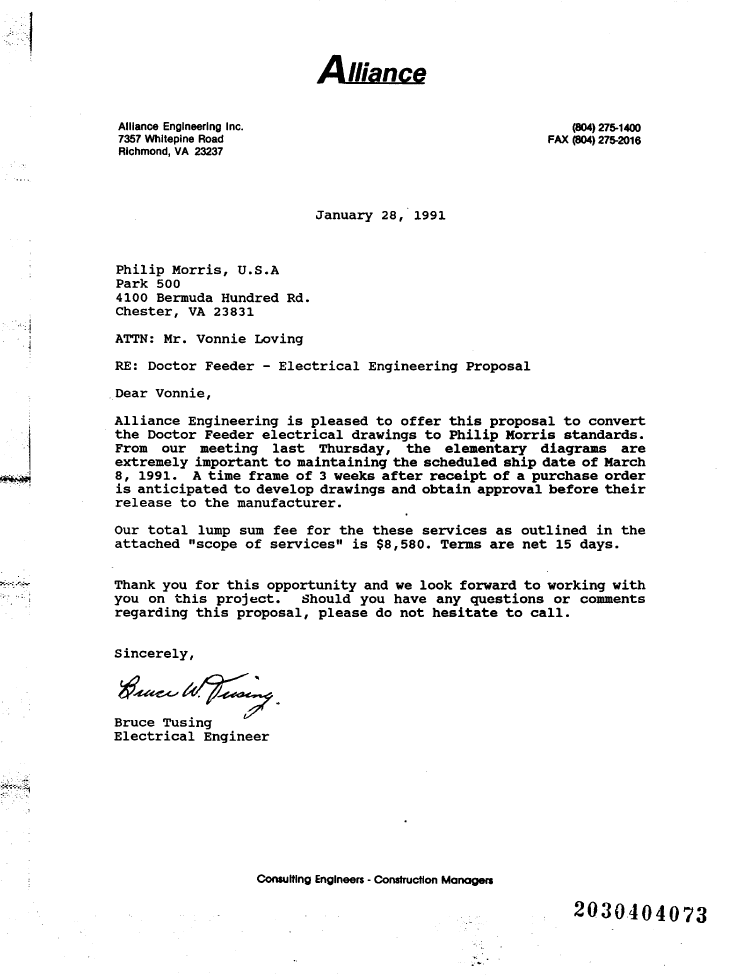 Alliance
Alliance Engineering Inc.
7357 Whitepine Road
Richmond, VA 23237
(804) 275-1400
FAX (804) 275-2016
January 28, 1991
Philip Morris, U.S.A
Park 500
4100 Bermuda Hundred Rd.
Chester, VA 23831
ATTN: Mr. Vonnie Loving
RE: Doctor Feeder - Electrical Engineering Proposal
Dear Vonnie,
Alliance Engineering is pleased to offer this proposal to convert
the Doctor Feeder electrical drawings to Philip Morris standards.
From our meeting last Thursday, the elementary diagrams are
extremely important to maintaining the scheduled ship date of March
8, 1991. A time frame of 3 weeks after receipt of a purchase order
is anticipated to develop drawings and obtain approval before their
release to the manufacturer.
Our total lump sum fee for the these services as outlined in the
attached "scope of services" is $8,580. Terms are net 15 days.
Thank you for this opportunity and we look forward to working with
you on this project. Should you have any questions or comments
regarding this proposal, please do not hesitate to call.
Sincerely,
Bruce W. Tusing
Bruce Tusing
Electrical Engineer
Consulting Engineers - Construction Managers
2030404073